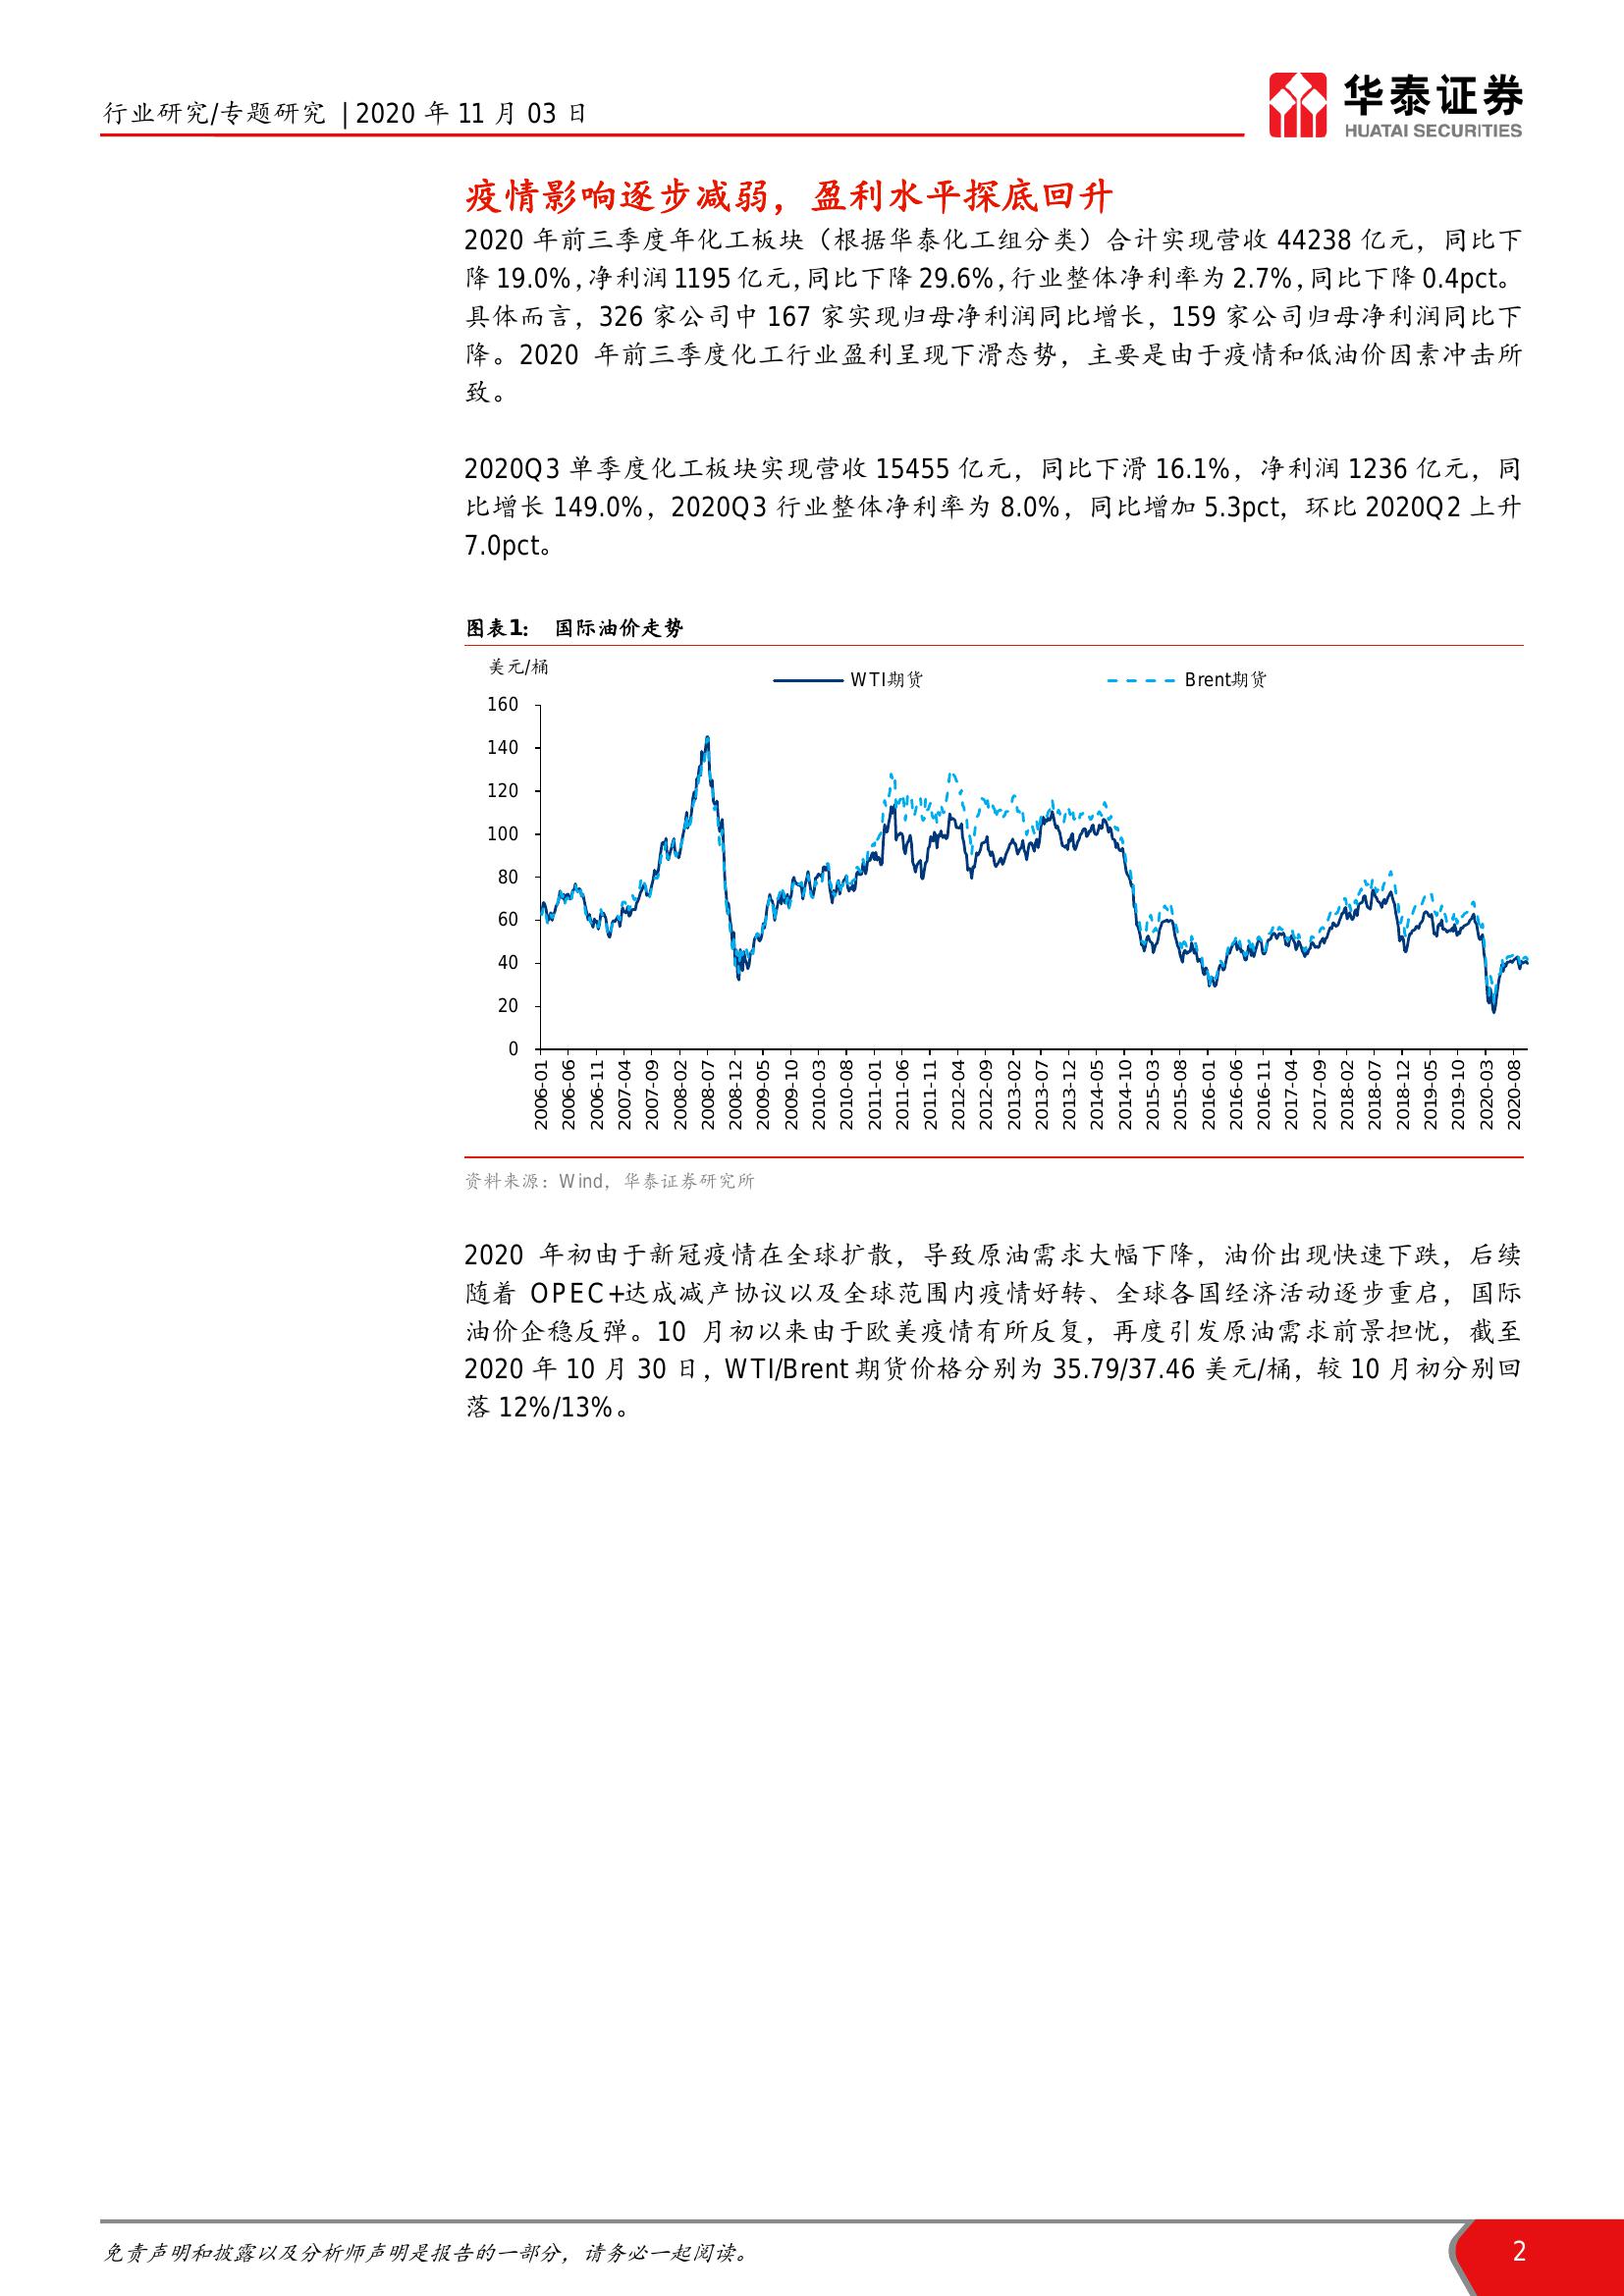 行业研究/专题研究 | 2020 年 11 月 03 日
华泰证券
HUATAI SECURITIES
疫情影响逐步减弱，盈利水平探底回升
2020 年前三季度年化工板块（根据华泰化工组分类）合计实现营收 44238 亿元，同比下
降 19.0%，净利润 1195 亿元，同比下降 29.6%，行业整体净利率为 2.7%，同比下降 0.4pct。
具体而言，326 家公司中 167 家实现归母净利润同比增长，159 家公司归母净利润同比下
降。2020 年前三季度化工行业盈利呈现下滑态势，主要是由于疫情和低油价因素冲击所
致。
2020Q3 单季度化工板块实现营收 15455 亿元，同比下滑 16.1%，净利润 1236 亿元，同
比增长 149.0%，2020Q3 行业整体净利率为 8.0%，同比增加 5.3pct，环比 2020Q2 上升
7.0pct。
图表1： 国际油价走势
美元/桶
WTI期货 Brent期货
160
140
120
100
80
60
40
20
0
2006-01 2006-06 2006-11 2007-04 2007-09 2008-02 2008-07 2008-12 2009-05 2009-10 2010-03 2010-08 2011-01 2011-06 2011-11 2012-04 2012-09 2013-02 2013-07 2013-12 2014-05 2014-10 2015-03 2015-08 2016-01 2016-06 2016-11 2017-04 2017-09 2018-02 2018-07 2018-12 2019-05 2019-10 2020-03 2020-08
资料来源：Wind，华泰证券研究所
2020 年初由于新冠疫情在全球扩散，导致原油需求大幅下降，油价出现快速下跌，后续
随着 OPEC+达成减产协议以及全球范围内疫情好转、全球各国经济活动逐步重启，国际
油价企稳反弹。10 月初以来由于欧美疫情有所反复，再度引发原油需求前景担忧，截至
2020 年 10 月 30 日，WTI/Brent 期货价格分别为 35.79/37.46 美元/桶，较 10 月初分别回
落 12%/13%。
免责声明和披露以及分析师声明是报告的一部分，请务必一起阅读。
2